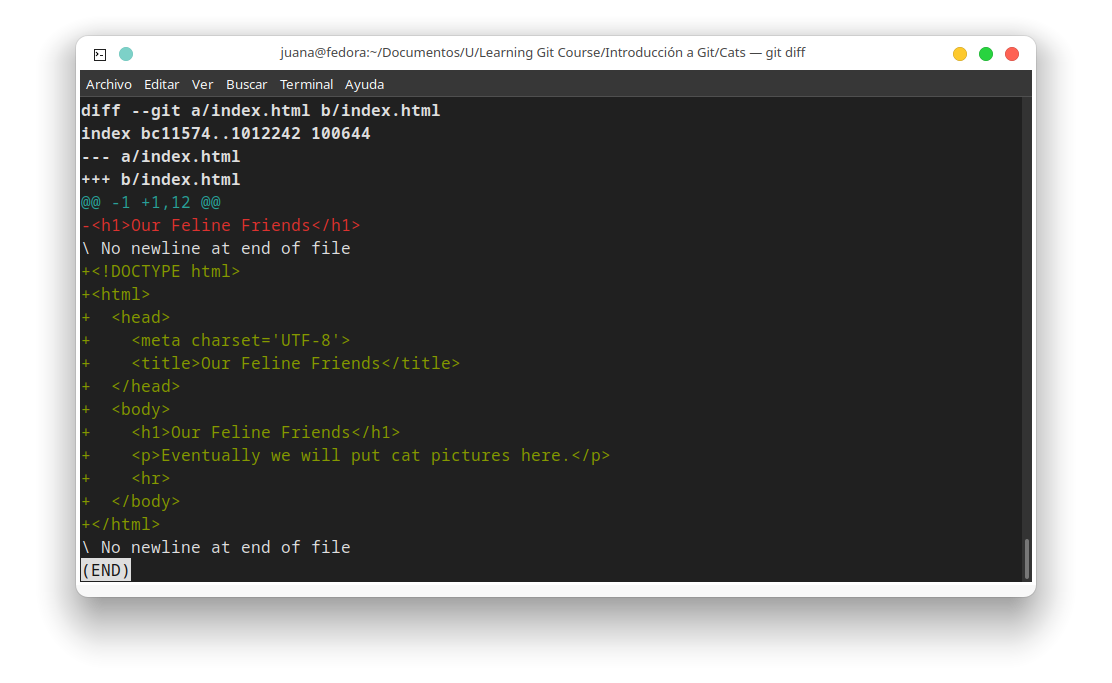 juana@fedora:~/Documentos/U/Learning Git Course/Introducción a Git/Cats — git diff
Archivo Editar Ver Buscar Terminal Ayuda
diff --git a/index.html b/index.html
index bc11574..1012242 100644
--- a/index.html
+++ b/index.html
@@ -1 +1,12 @@
-<h1>Our Feline Friends</h1>
\ No newline at end of file
+<!DOCTYPE html>
+<html>
+  <head>
+    <meta charset='UTF-8'>
+    <title>Our Feline Friends</title>
+  </head>
+  <body>
+    <h1>Our Feline Friends</h1>
+    <p>Eventually we will put cat pictures here.</p>
+    <hr>
+  </body>
+</html>
\ No newline at end of file
(END)